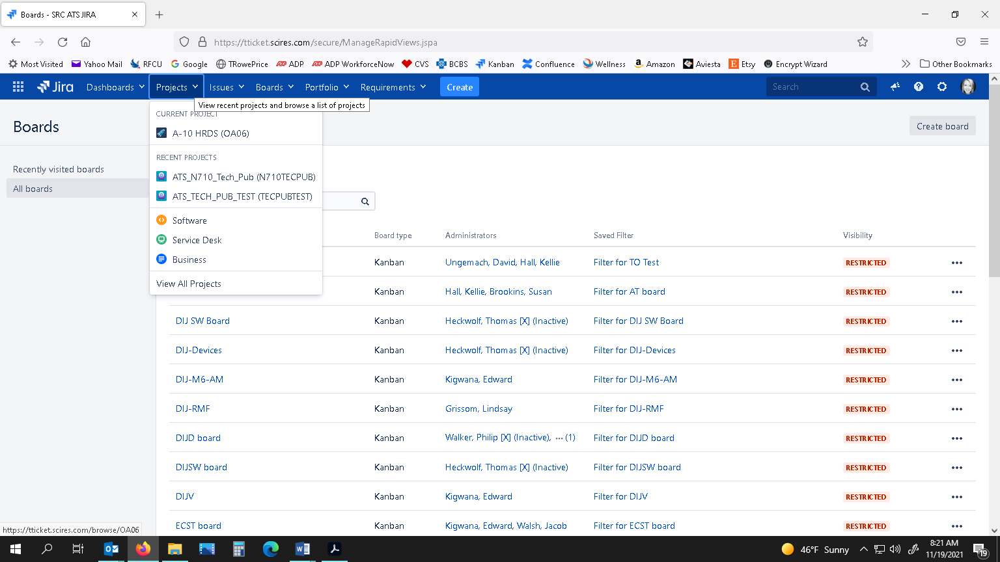 Boards - SRC ATS JIRA
https://tticket.scires.com/secure/ManageRapidViews.jspa
Most Visited Yahoo Mail RFCU Google TRowePrice ADP ADP WorkforceNow CVS BCBS Kanban Confluence Wellness Amazon Aviesta Etsy Encrypt Wizard Other Bookmarks
Jira Dashboards Projects Issues Boards Portfolio Requirements Create Search
View recent projects and browse a list of projects
CURRENT PROJECT
Boards Create board
A-10 HRDS (OA06)
RECENT PROJECTS
Recently visited boards
ATS_N710_Tech_Pub (N710TECPUB)
All boards
ATS_TECH_PUB_TEST (TECPUBTEST)
Software
Service Desk
Business
View All Projects
Board type Administrators Saved Filter Visibility
Kanban Ungemach, David, Hall, Kellie Filter for TO Test RESTRICTED
Kanban Hall, Kellie, Brookins, Susan Filter for AT board RESTRICTED
DIJ SW Board Kanban Heckwolf, Thomas [X] (Inactive) Filter for DIJ SW Board RESTRICTED
DIJ-Devices Kanban Heckwolf, Thomas [X] (Inactive) Filter for DIJ-Devices RESTRICTED
DIJ-M6-AM Kanban Kigwana, Edward Filter for DIJ-M6-AM RESTRICTED
DIJ-RMF Kanban Grissom, Lindsay Filter for DIJ-RMF RESTRICTED
DIJD board Kanban Walker, Philip [X] (Inactive), ••• (1) Filter for DIJD board RESTRICTED
DIJSW board Kanban Heckwolf, Thomas [X] (Inactive) Filter for DIJSW board RESTRICTED
DIJV Kanban Kigwana, Edward Filter for DIJV RESTRICTED
ECST board Kanban Kigwana, Edward, Walsh, Jacob Filter for ECST board RESTRICTED
https://tticket.scires.com/browse/OA06
46°F Sunny
8:21 AM
11/19/2021
19